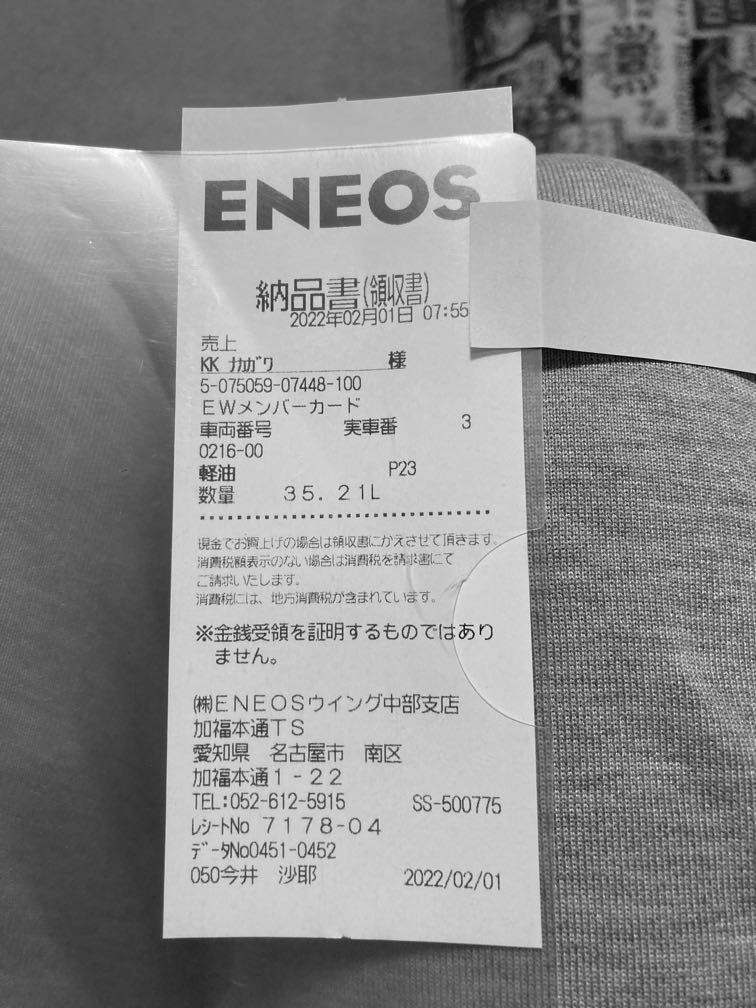 ENEOS
納品書(領収書)
2022年02月01日 07:55
売上
KK ﾅｶｶﾞﾜ 様
5-075059-07448-100
EWメンバーカード
車両番号 実車番 3
0216-00
軽油 P23
数量 35.21L
現金でお買上げの場合は領収書にかえさせて頂きます。
消費税額表示のない場合は消費税を請求書にて
ご請求いたします。
消費税には、地方消費税が含まれています。
※金銭受領を証明するものではあり
ません。
㈱ENEOSウイング中部支店
加福本通TS
愛知県 名古屋市 南区
加福本通1-22
TEL:052-612-5915 SS-500775
ﾚｼｰﾄNo 7178-04
ﾃﾞｰﾀNo0451-0452
050今井 沙耶 2022/02/01